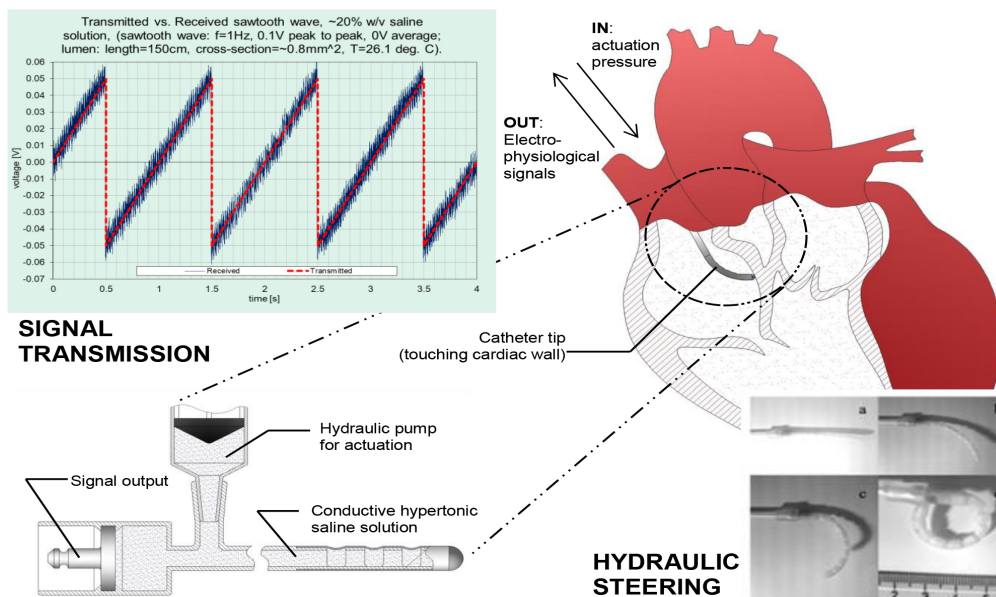 Transmitted vs. Received sawtooth wave, ~20% w/v saline
solution, (sawtooth wave: f=1Hz, 0.1V peak to peak, 0V average;
lumen: length=150cm, cross-section=~0.8mm^2, T=26.1 deg. C).
0.06
0.05
0.04
0.03
0.02
0.01
0.00
-0.01
-0.02
-0.03
-0.04
-0.05
-0.06
-0.07
voltage [V]
0
0.5
1
1.5
2
2.5
3
3.5
4
Received
Transmitted
time [s]
SIGNAL
TRANSMISSION
IN:
actuation
pressure
OUT:
Electro-
physiological
signals
Catheter tip
(touching cardiac wall)
Hydraulic pump
for actuation
Signal output
Conductive hypertonic
saline solution
HYDRAULIC
STEERING
a
c